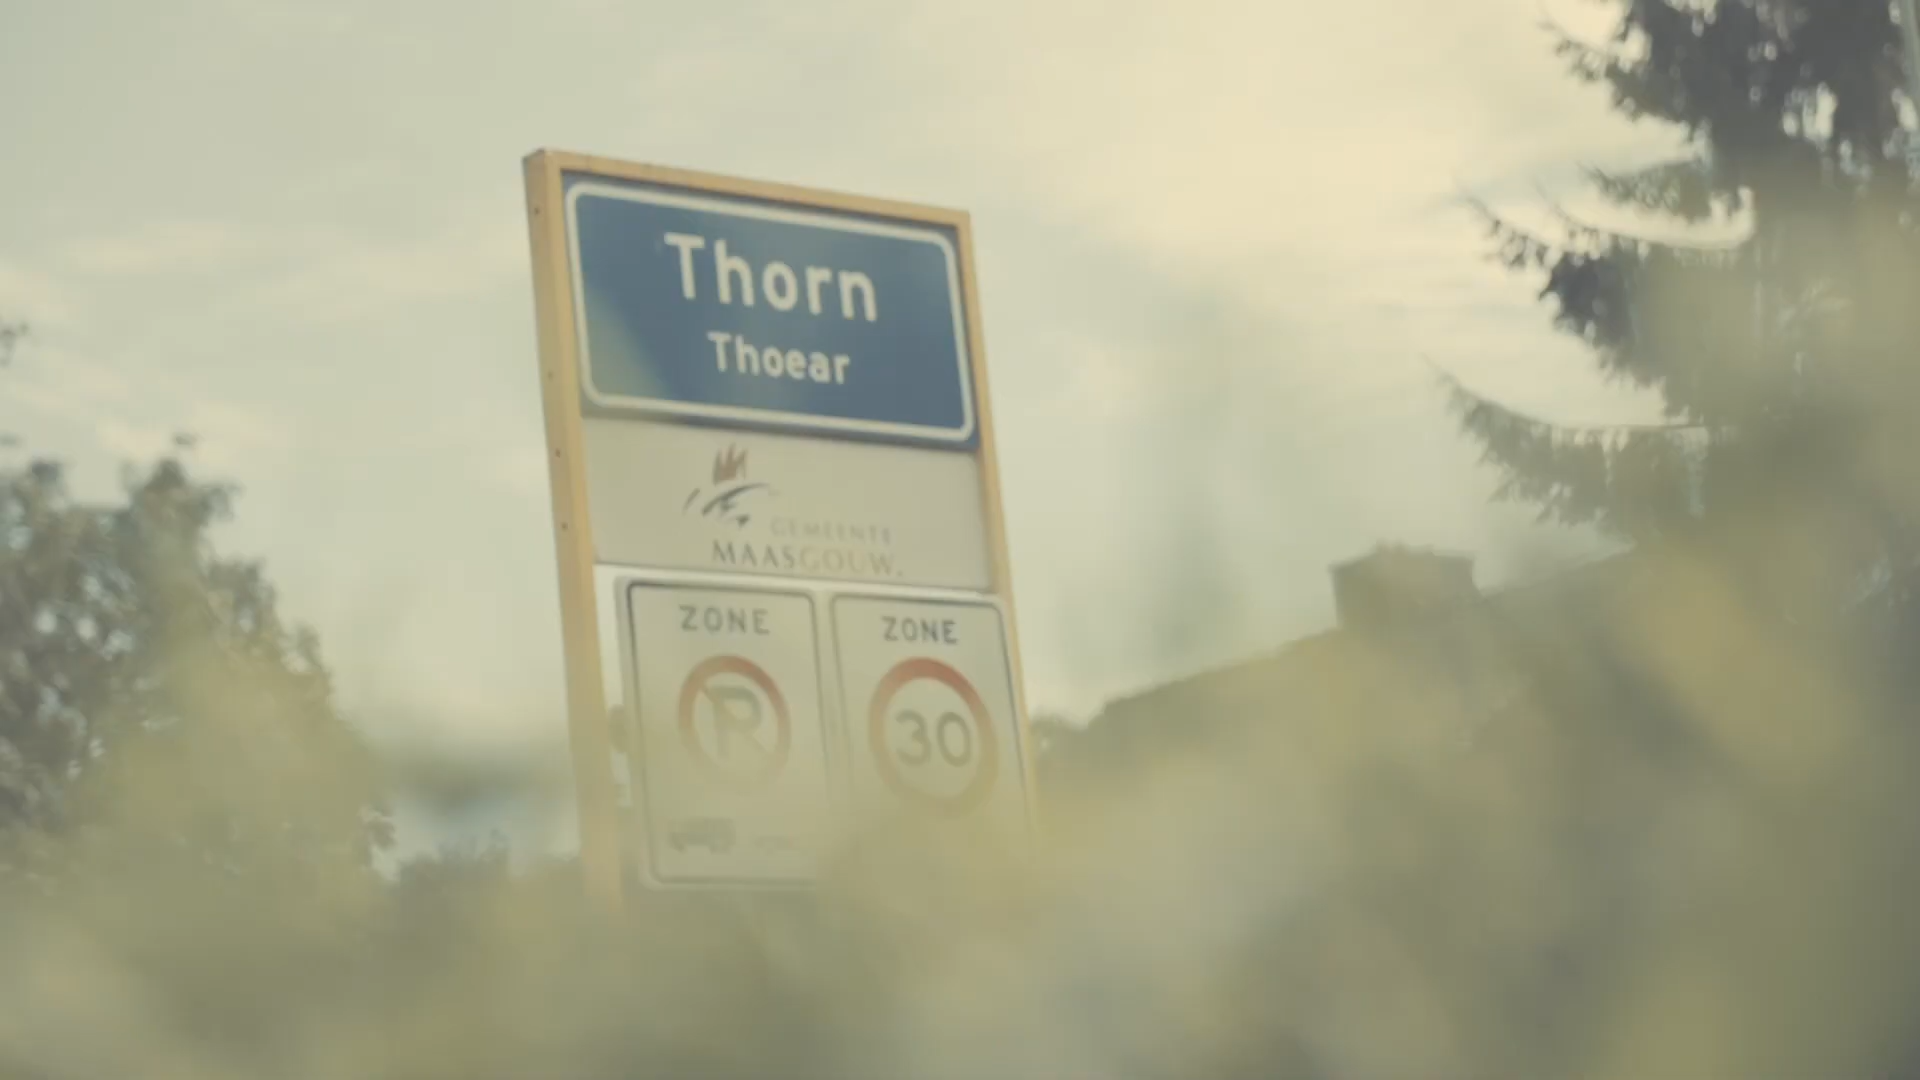 Thorn
Thoear
GEMEENTE
MAASGOUW.
ZONE
P
ZONE
30